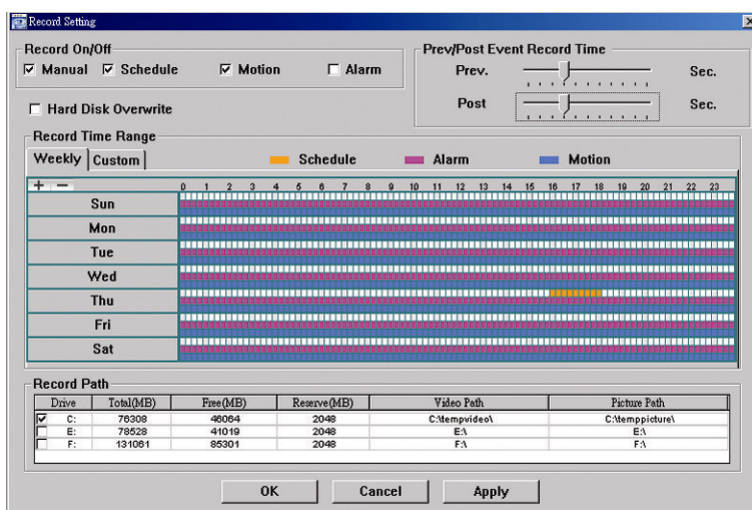 Record Setting
Record On/Off
Manual Schedule Motion Alarm
Prev/Post Event Record Time
Prev. Sec.
Post Sec.
Hard Disk Overwrite
Record Time Range
Weekly Custom Schedule Alarm Motion
+ − 0 1 2 3 4 5 6 7 8 9 10 11 12 13 14 15 16 17 18 19 20 21 22 23
Sun
Mon
Tue
Wed
Thu
Fri
Sat
Record Path
Drive Total(MB) Free(MB) Reserve(MB) Video Path Picture Path
C: 76308 46064 2048 C:\tempvideo\ C:\temppicture\
E: 78528 41019 2048 E:\ E:\
F: 131061 85301 2048 F:\ F:\
OK Cancel Apply